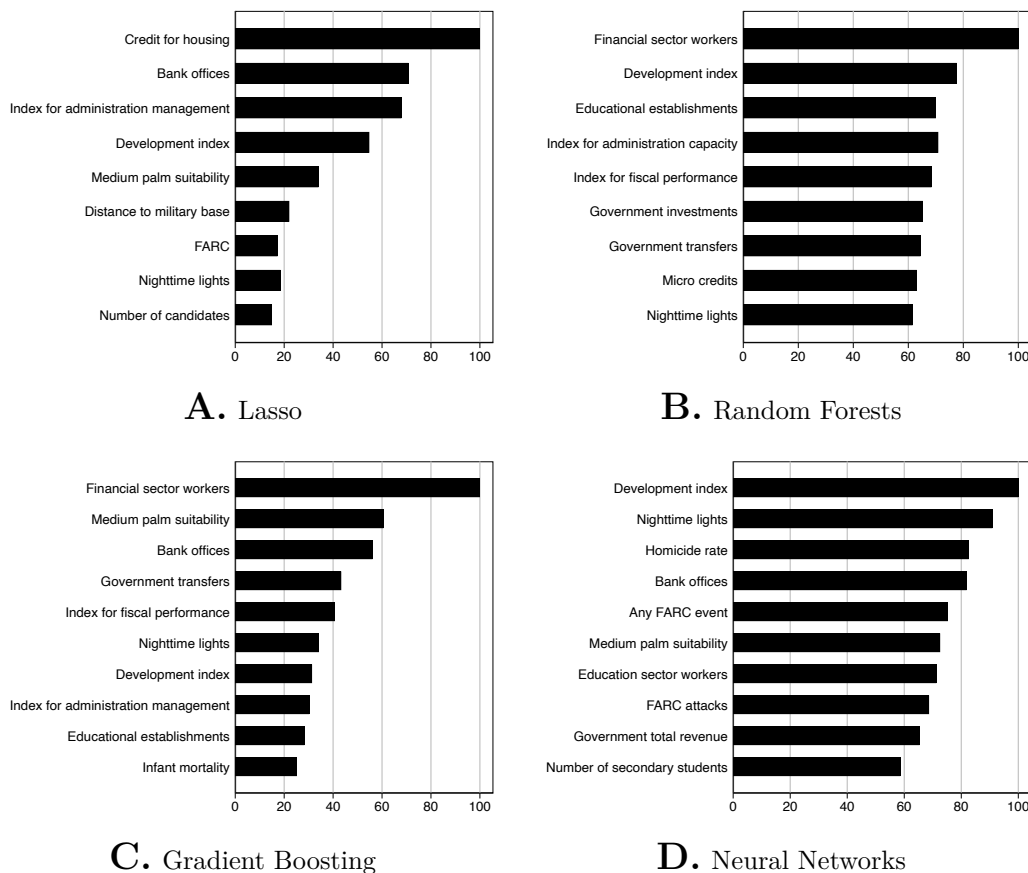 Credit for housing
Bank offices
Index for administration management
Development index
Medium palm suitability
Distance to military base
FARC
Nighttime lights
Number of candidates
0 20 40 60 80 100
A. Lasso
Financial sector workers
Development index
Educational establishments
Index for administration capacity
Index for fiscal performance
Government investments
Government transfers
Micro credits
Nighttime lights
0 20 40 60 80 100
B. Random Forests
Financial sector workers
Medium palm suitability
Bank offices
Government transfers
Index for fiscal performance
Nighttime lights
Development index
Index for administration management
Educational establishments
Infant mortality
0 20 40 60 80 100
C. Gradient Boosting
Development index
Nighttime lights
Homicide rate
Bank offices
Any FARC event
Medium palm suitability
Education sector workers
FARC attacks
Government total revenue
Number of secondary students
0 20 40 60 80 100
D. Neural Networks